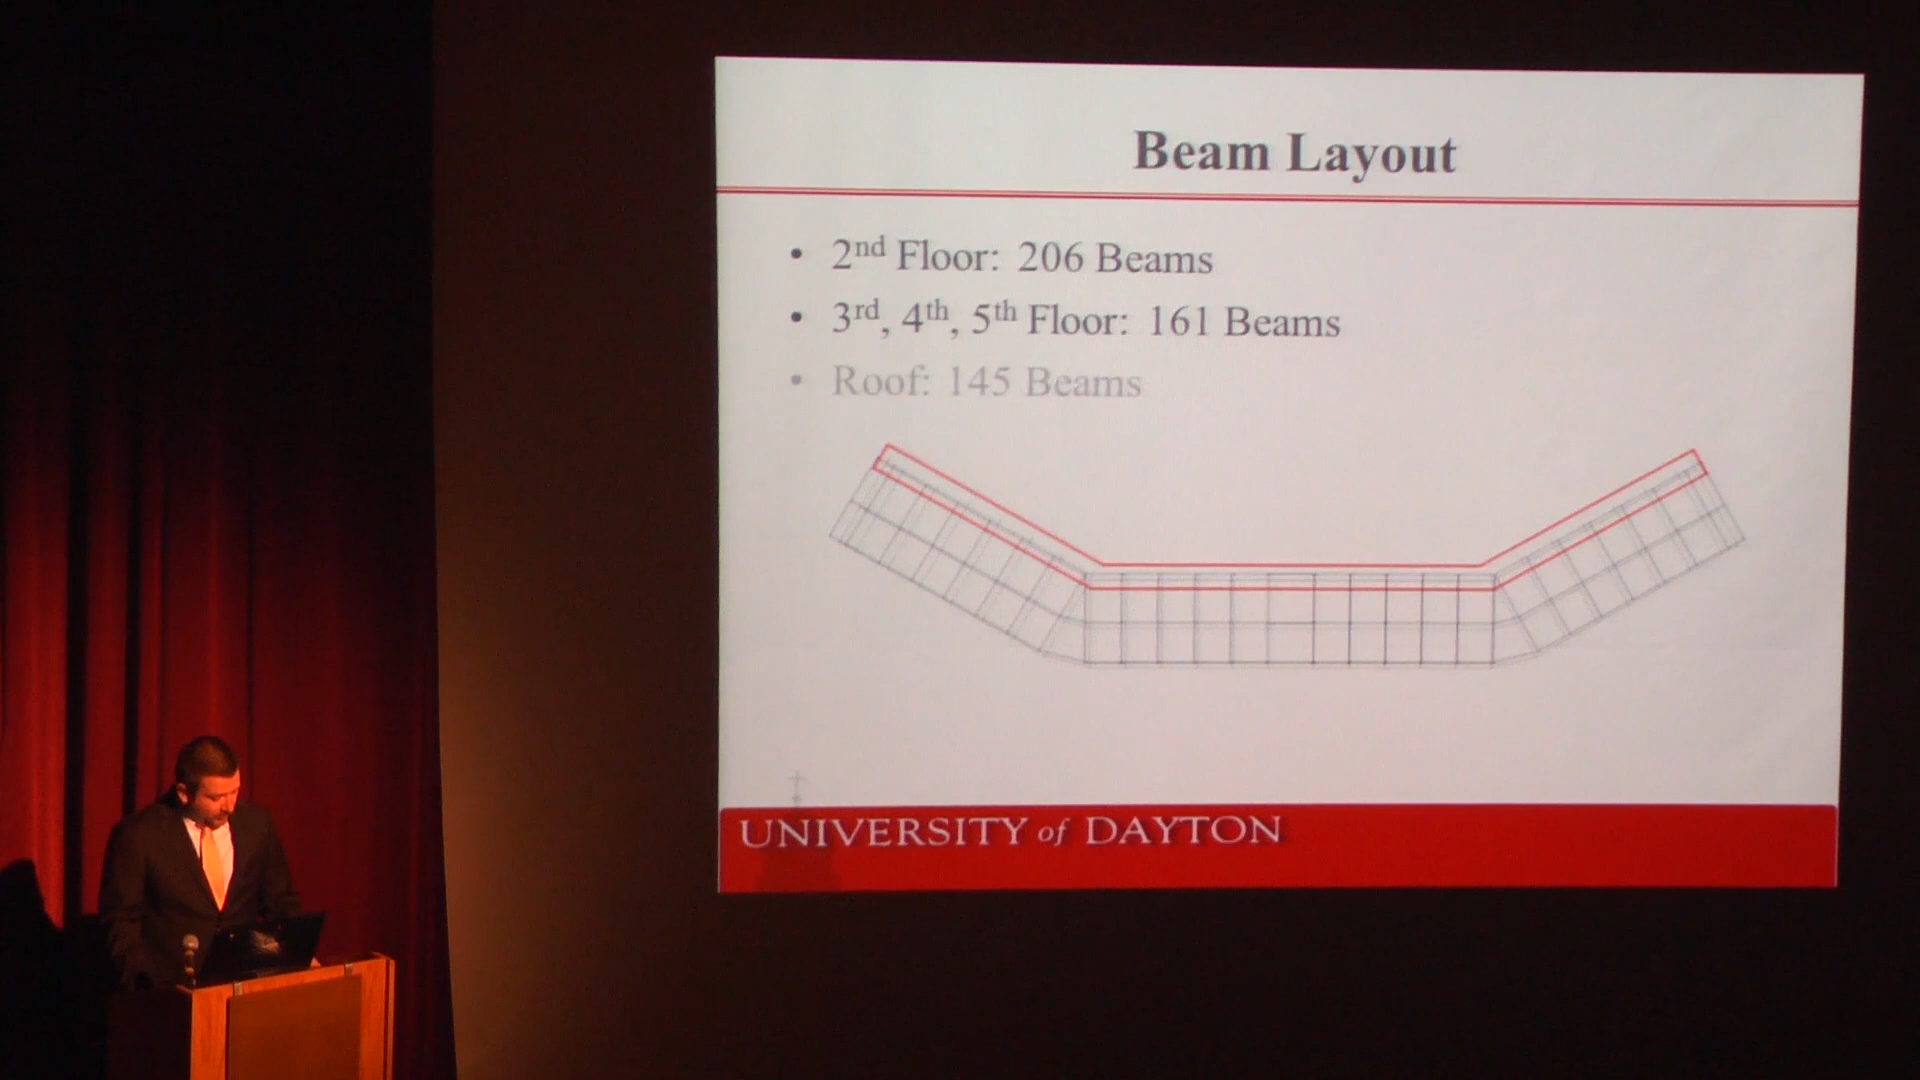 Beam Layout
• 2nd Floor: 206 Beams
• 3rd, 4th, 5th Floor: 161 Beams
• Roof: 145 Beams
UNIVERSITY of DAYTON